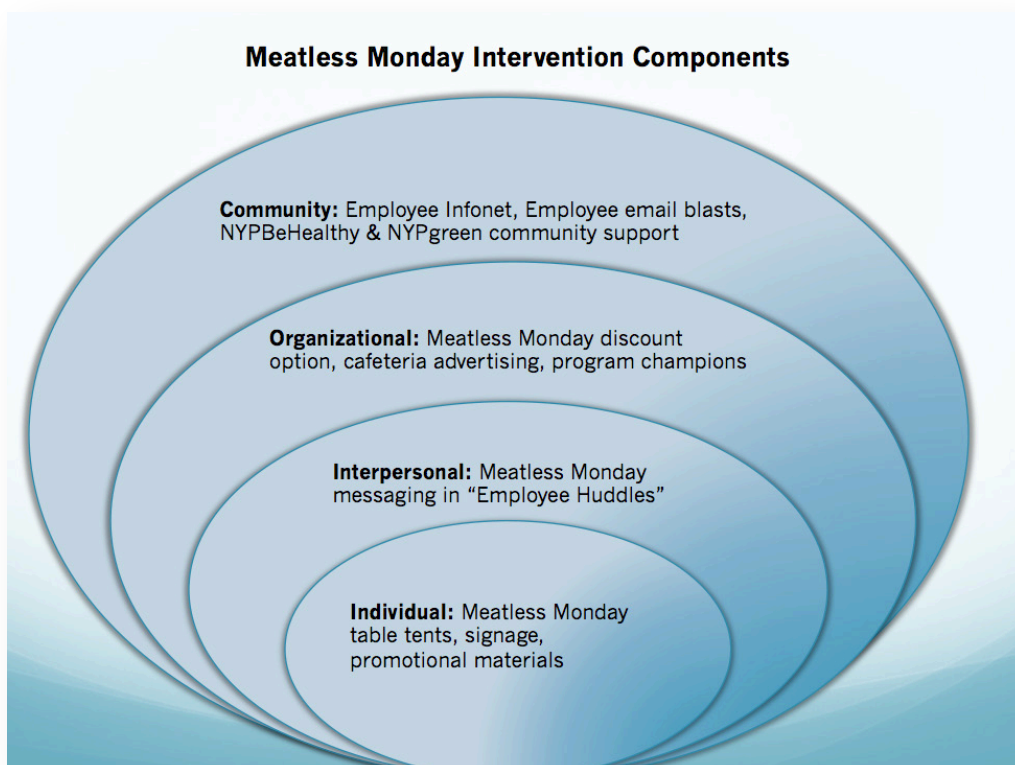 Meatless Monday Intervention Components
Community: Employee Infonet, Employee email blasts,
NYPBeHealthy & NYPgreen community support
Organizational: Meatless Monday discount
option, cafeteria advertising, program champions
Interpersonal: Meatless Monday
messaging in “Employee Huddles”
Individual: Meatless Monday
table tents, signage,
promotional materials